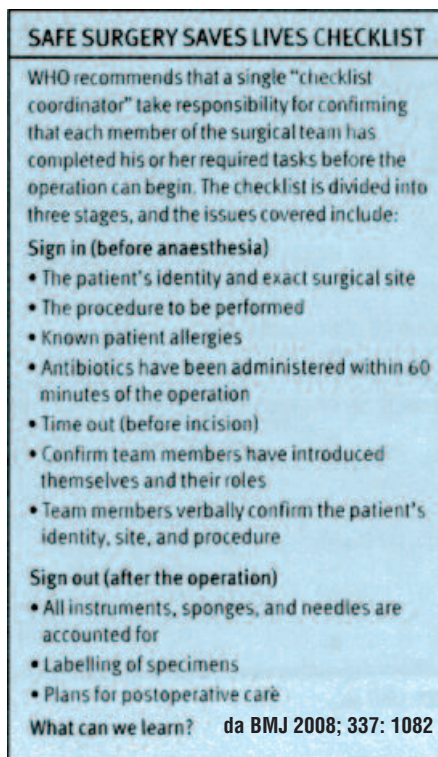 SAFE SURGERY SAVES LIVES CHECKLIST
WHO recommends that a single "checklist
coordinator" take responsibility for confirming
that each member of the surgical team has
completed his or her required tasks before the
operation can begin. The checklist is divided into
three stages, and the issues covered include:
Sign in (before anaesthesia)
• The patient's identity and exact surgical site
• The procedure to be performed
• Known patient allergies
• Antibiotics have been administered within 60
minutes of the operation
• Time out (before incision)
• Confirm team members have introduced
themselves and their roles
• Team members verbally confirm the patient's
identity, site, and procedure
Sign out (after the operation)
• All instruments, sponges, and needles are
accounted for
• Labelling of specimens
• Plans for postoperative care
What can we learn? da BMJ 2008; 337: 1082